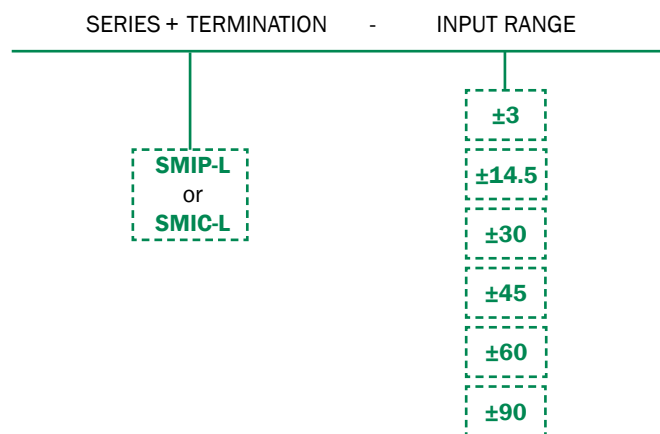 SERIES + TERMINATION - INPUT RANGE
SMIP-L
or
SMIC-L
±3
±14.5
±30
±45
±60
±90